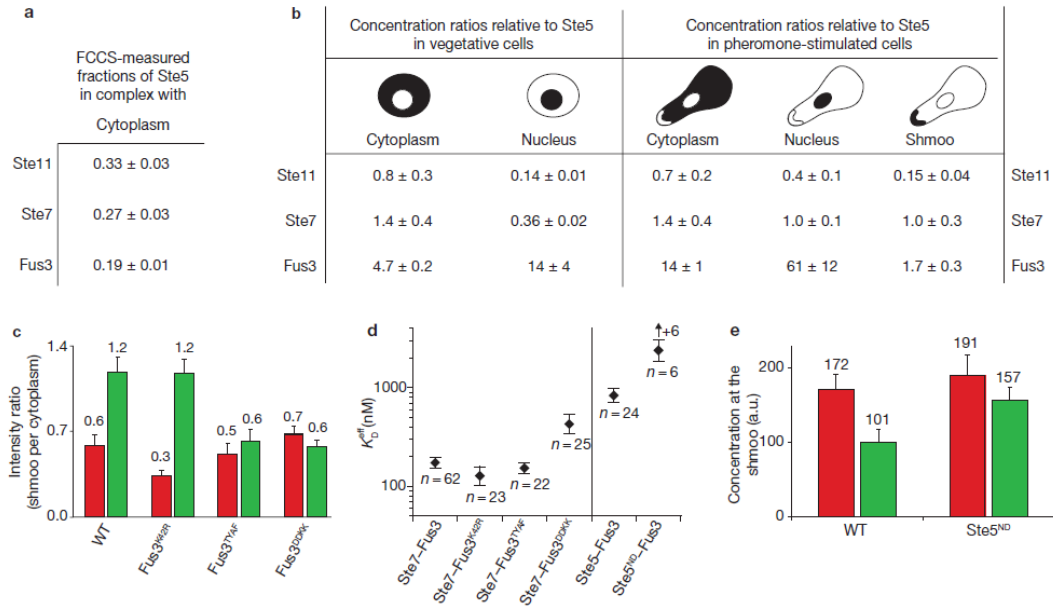 a
FCCS-measured
fractions of Ste5
in complex with
Cytoplasm
Ste11 0.33 ± 0.03
Ste7 0.27 ± 0.03
Fus3 0.19 ± 0.01
b
Concentration ratios relative to Ste5
in vegetative cells
Concentration ratios relative to Ste5
in pheromone-stimulated cells
Cytoplasm Nucleus Cytoplasm Nucleus Shmoo
Ste11 0.8 ± 0.3 0.14 ± 0.01 0.7 ± 0.2 0.4 ± 0.1 0.15 ± 0.04 Ste11
Ste7 1.4 ± 0.4 0.36 ± 0.02 1.4 ± 0.4 1.0 ± 0.1 1.0 ± 0.3 Ste7
Fus3 4.7 ± 0.2 14 ± 4 14 ± 1 61 ± 12 1.7 ± 0.3 Fus3
c
Intensity ratio
(shmoo per cytoplasm)
1.4
0.7
0.0
0.6 1.2 0.3 1.2 0.5 0.6 0.7 0.6
WT Fus3K42R Fus3TYAF Fus3DDKK
d
KDeff (nM)
1000
100
n=62
n=23
n=22
n=25
n=24
+6
n=6
Ste7–Fus3
Ste7–Fus3K42R
Ste7–Fus3TYAF
Ste7–Fus3DDKK
Ste5–Fus3
Ste5ND–Fus3
e
Concentration at the
shmoo (a.u.)
200
100
0
172 101 191 157
WT Ste5ND